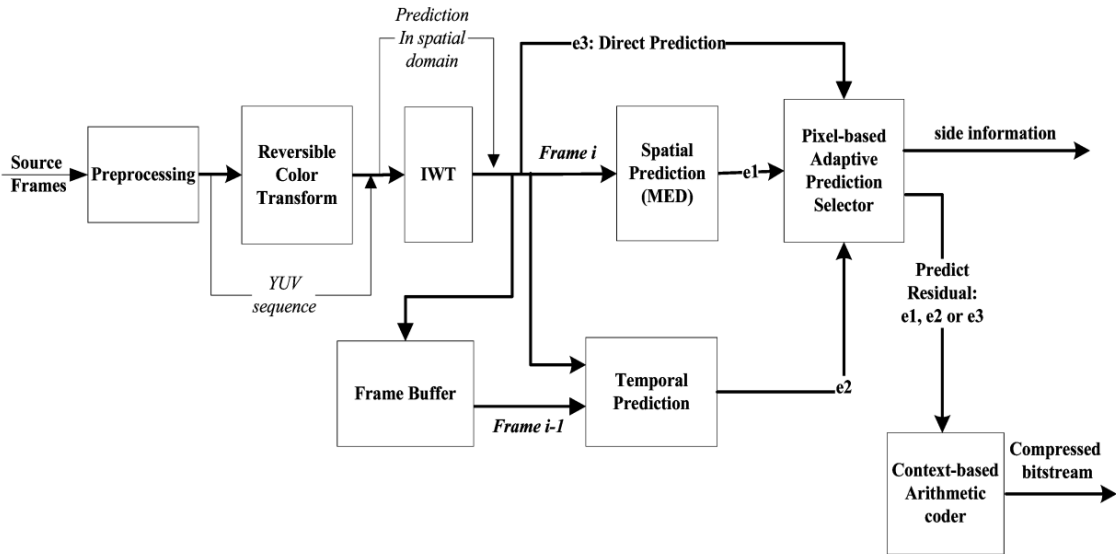 Prediction
In spatial
domain
e3: Direct Prediction
Source
Frames
Preprocessing
Reversible
Color
Transform
IWT
Frame i
Spatial
Prediction
(MED)
e1
Pixel-based
Adaptive
Prediction
Selector
side information
YUV
sequence
Predict
Residual:
e1, e2 or e3
Frame Buffer
Frame i-1
Temporal
Prediction
e2
Context-based
Arithmetic
coder
Compressed
bitstream